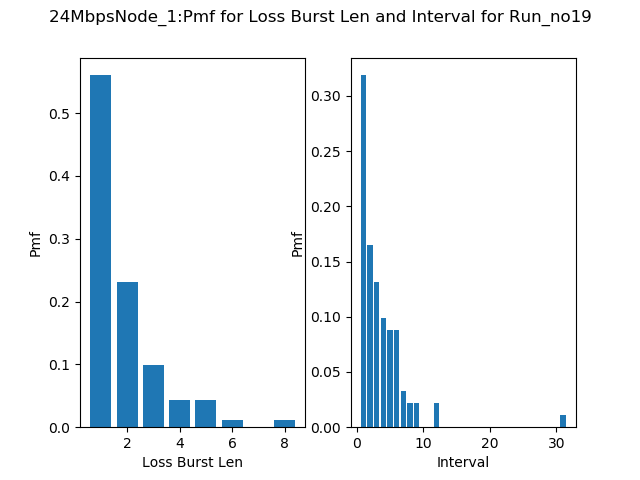 24MbpsNode_1:Pmf for Loss Burst Len and Interval for Run_no19
Pmf
0.5
0.4
0.3
0.2
0.1
0.0
2 4 6 8
Loss Burst Len
Pmf
0.30
0.25
0.20
0.15
0.10
0.05
0.00
0 10 20 30
Interval